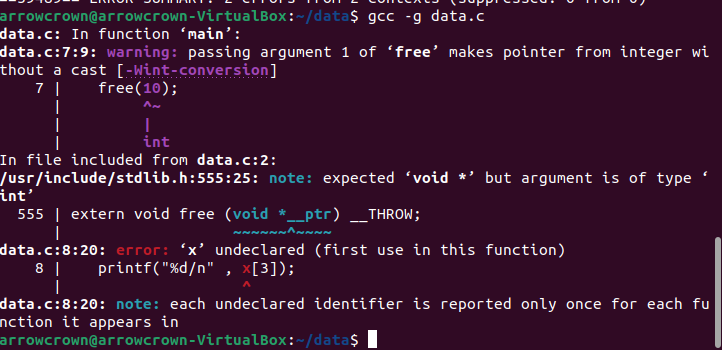 ==59489== ERROR SUMMARY: 2 errors from 2 contexts (suppressed: 0 from 0)
arrowcrown@arrowcrown-VirtualBox:~/data$ gcc -g data.c
data.c: In function ‘main’:
data.c:7:9: warning: passing argument 1 of ‘free’ makes pointer from integer wi
thout a cast [-Wint-conversion]
    7 |     free(10);
      |          ^~
      |          |
      |          int
In file included from data.c:2:
/usr/include/stdlib.h:555:25: note: expected ‘void *’ but argument is of type ‘
int’
  555 | extern void free (void *__ptr) __THROW;
      |                   ~~~~~~^~~~~
data.c:8:20: error: ‘x’ undeclared (first use in this function)
    8 |     printf("%d/n" , x[3]);
      |                     ^
data.c:8:20: note: each undeclared identifier is reported only once for each fu
nction it appears in
arrowcrown@arrowcrown-VirtualBox:~/data$